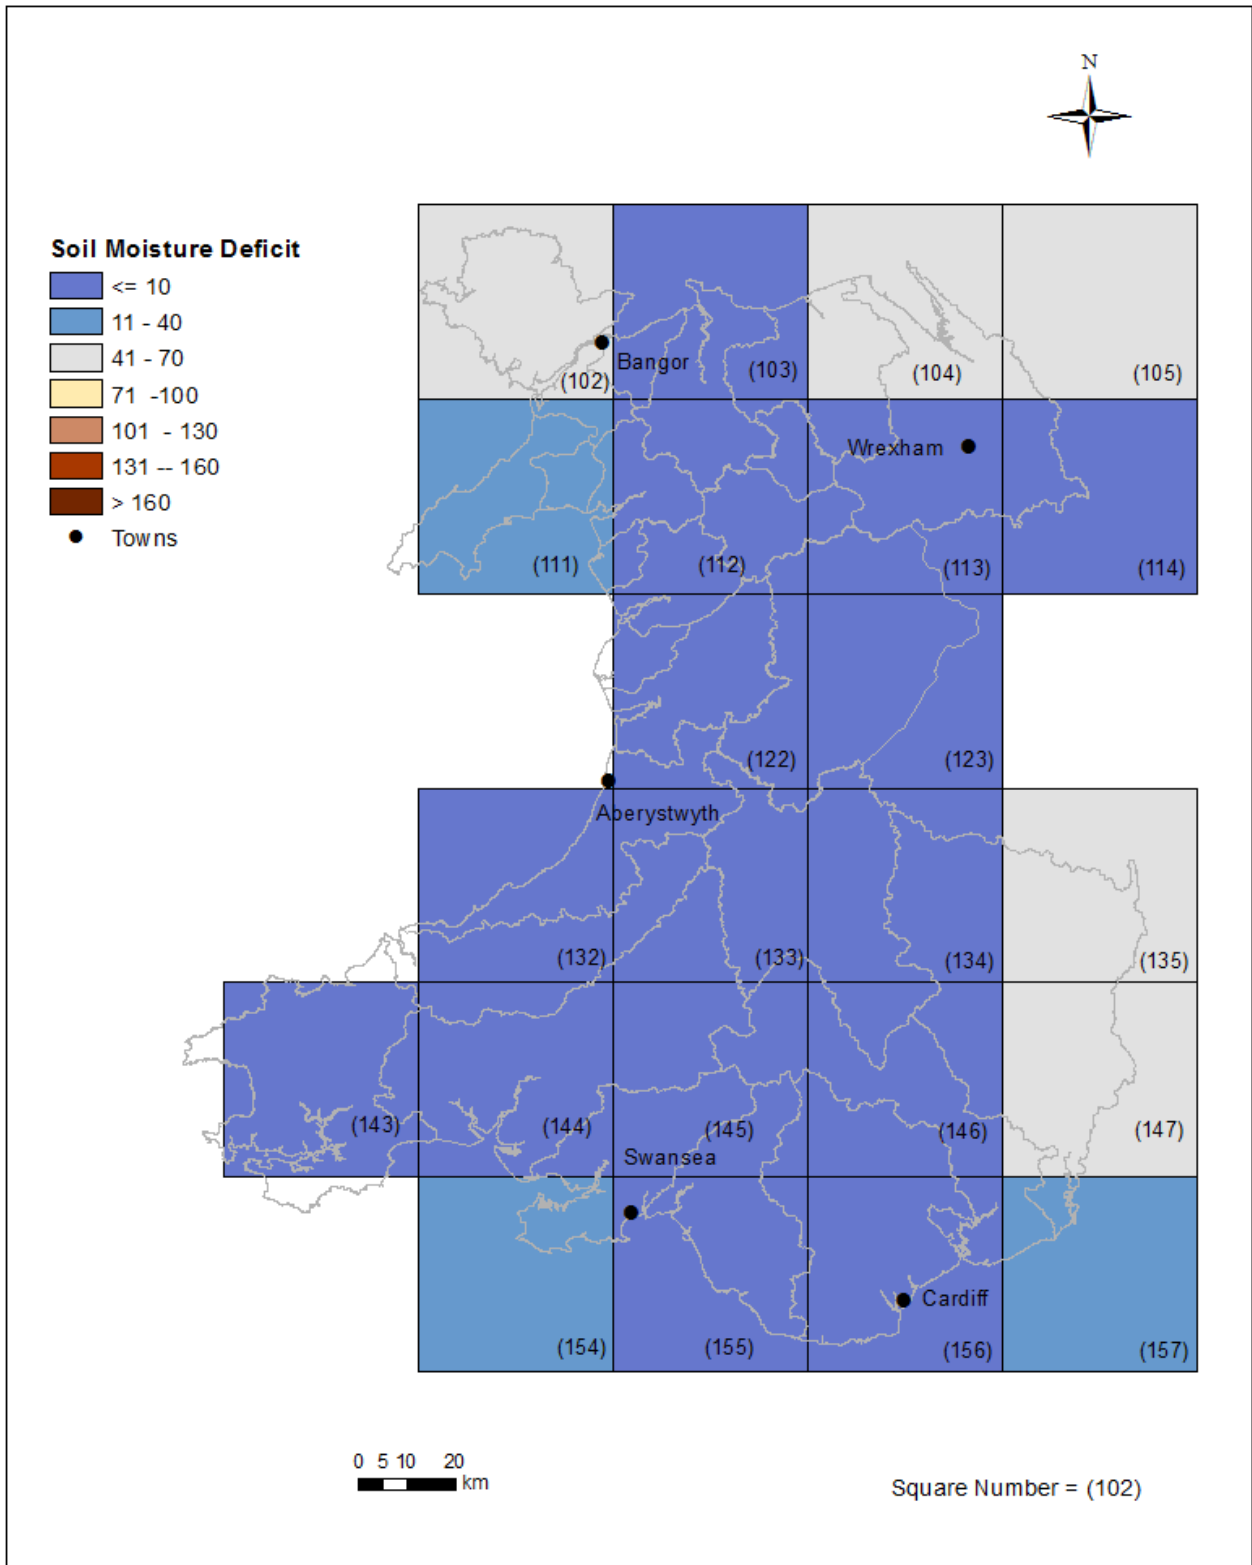 N
Soil Moisture Deficit
<= 10
11 - 40
41 - 70
71 -100
101 - 130
131 -- 160
> 160
Towns
Bangor
(102)
(103)
(104)
(105)
Wrexham
(111)
(112)
(113)
(114)
(122)
(123)
Aberystwyth
(132)
(133)
(134)
(135)
(143)
(144)
(145)
(146)
(147)
Swansea
Cardiff
(154)
(155)
(156)
(157)
0 5 10 20
km
Square Number = (102)